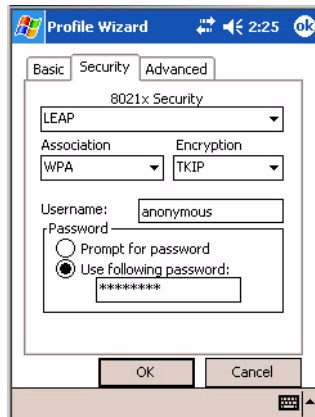 Profile Wizard 2:25 ok
Basic Security Advanced
8021x Security
LEAP
Association Encryption
WPA TKIP
Username: anonymous
Password
Prompt for password
Use following password:
********
OK Cancel